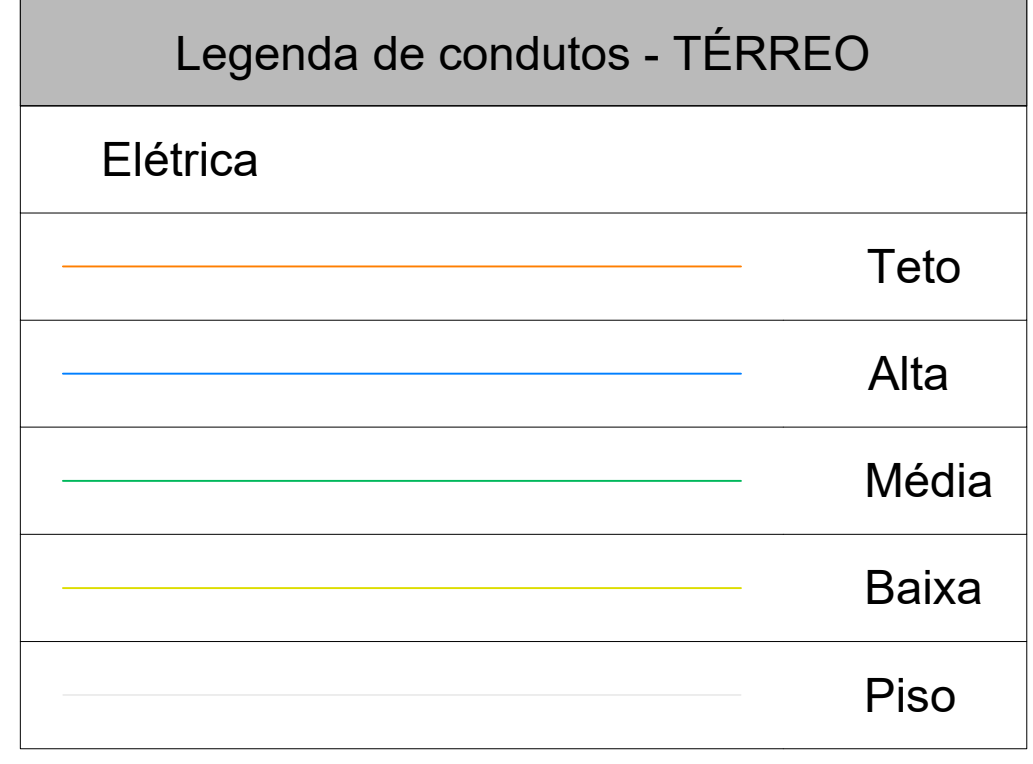 Legenda de condutos - TÉRREO
Elétrica
Teto
Alta
Média
Baixa
Piso